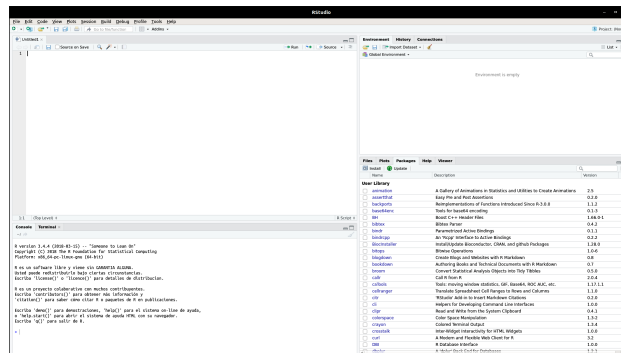 RStudio
File Edit Code View Plots Session Build Debug Profile Tools Help
Go to file/function Addins
Project: (None)
Untitled1
Source on Save
Run
Source
1
1:1 (Top Level) R Script
Console Terminal
R version 3.4.4 (2018-03-15) -- "Someone to Lean On"
Copyright (C) 2018 The R Foundation for Statistical Computing
Platform: x86_64-pc-linux-gnu (64-bit)
R es un software libre y viene sin GARANTIA ALGUNA.
Usted puede redistribuirlo bajo ciertas circunstancias.
Escriba 'license()' o 'licence()' para detalles de distribucion.
R es un proyecto colaborativo con muchos contribuyentes.
Escriba 'contributors()' para obtener más información y
'citation()' para saber cómo citar R o paquetes de R en publicaciones.
Escriba 'demo()' para demostraciones, 'help()' para el sistema on-line de ayuda,
o 'help.start()' para abrir el sistema de ayuda HTML con su navegador.
Escriba 'q()' para salir de R.
>
Environment History Connections
Import Dataset
List
Global Environment
Environment is empty
Files Plots Packages Help Viewer
Install Update
Name Description Version
User Library
animation A Gallery of Animations in Statistics and Utilities to Create Animations 2.5
assertthat Easy Pre and Post Assertions 0.2.0
backports Reimplementations of Functions Introduced Since R-3.0.0 1.1.2
base64enc Tools for base64 encoding 0.1-3
BH Boost C++ Header Files 1.66.0-1
bibtex Bibtex Parser 0.4.2
bindr Parametrized Active Bindings 0.1.1
bindrcpp An 'Rcpp' Interface to Active Bindings 0.2.2
BiocInstaller Install/Update Bioconductor, CRAN, and github Packages 1.28.0
bitops Bitwise Operations 1.0-6
blogdown Create Blogs and Websites with R Markdown 0.8
bookdown Authoring Books and Technical Documents with R Markdown 0.7
broom Convert Statistical Analysis Objects into Tidy Tibbles 0.5.0
callr Call R from R 2.0.4
caTools Tools: moving window statistics, GIF, Base64, ROC AUC, etc. 1.17.1.1
cellranger Translate Spreadsheet Cell Ranges to Rows and Columns 1.1.0
citr 'RStudio' Add-in to Insert Markdown Citations 0.2.0
cli Helpers for Developing Command Line Interfaces 1.0.0
clipr Read and Write from the System Clipboard 0.4.1
colorspace Color Space Manipulation 1.3-2
crayon Colored Terminal Output 1.3.4
crosstalk Inter-Widget Interactivity for HTML Widgets 1.0.0
curl A Modern and Flexible Web Client for R 3.2
DBI R Database Interface 1.0.0